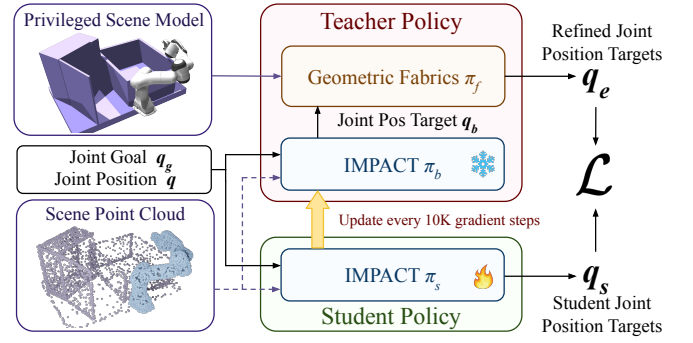 Privileged Scene Model
Teacher Policy
Refined Joint
Position Targets
Geometric Fabrics π_f
q_e
Joint Pos Target q_b
Joint Goal q_g
Joint Position q
IMPACT π_b
ℒ
Scene Point Cloud
Update every 10K gradient steps
IMPACT π_s
q_s
Student Policy
Student Joint
Position Targets